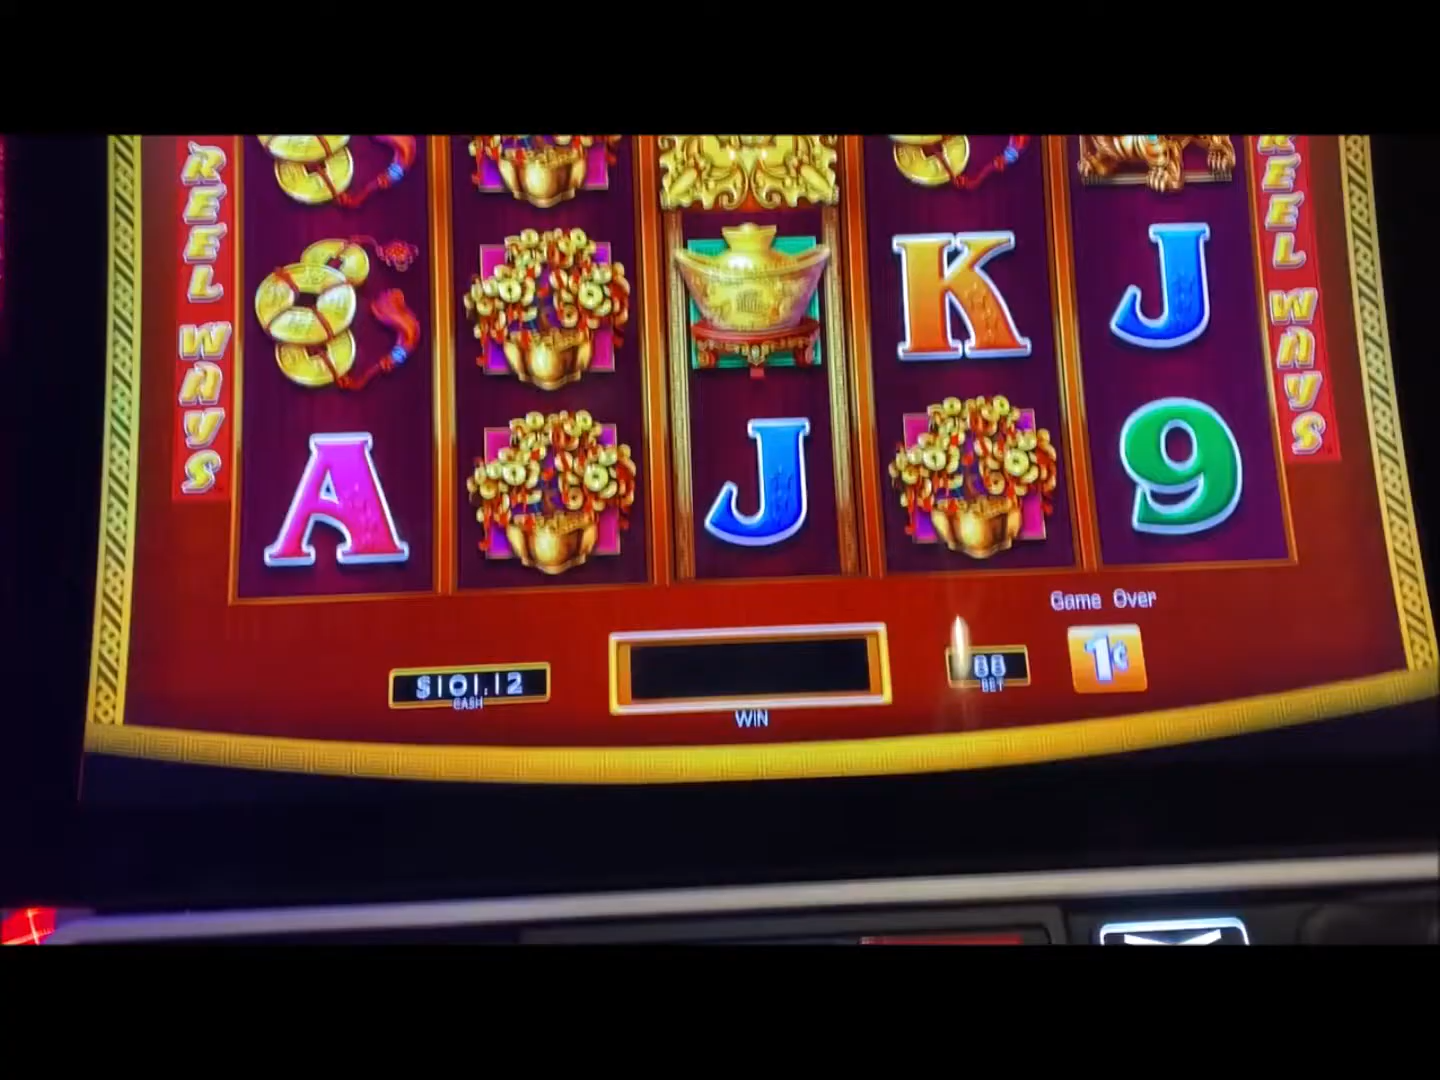 REEL WAYS
REEL WAYS
K
J
A
J
9
Game Over
1¢
$101.12
CASH
88
BET
WIN